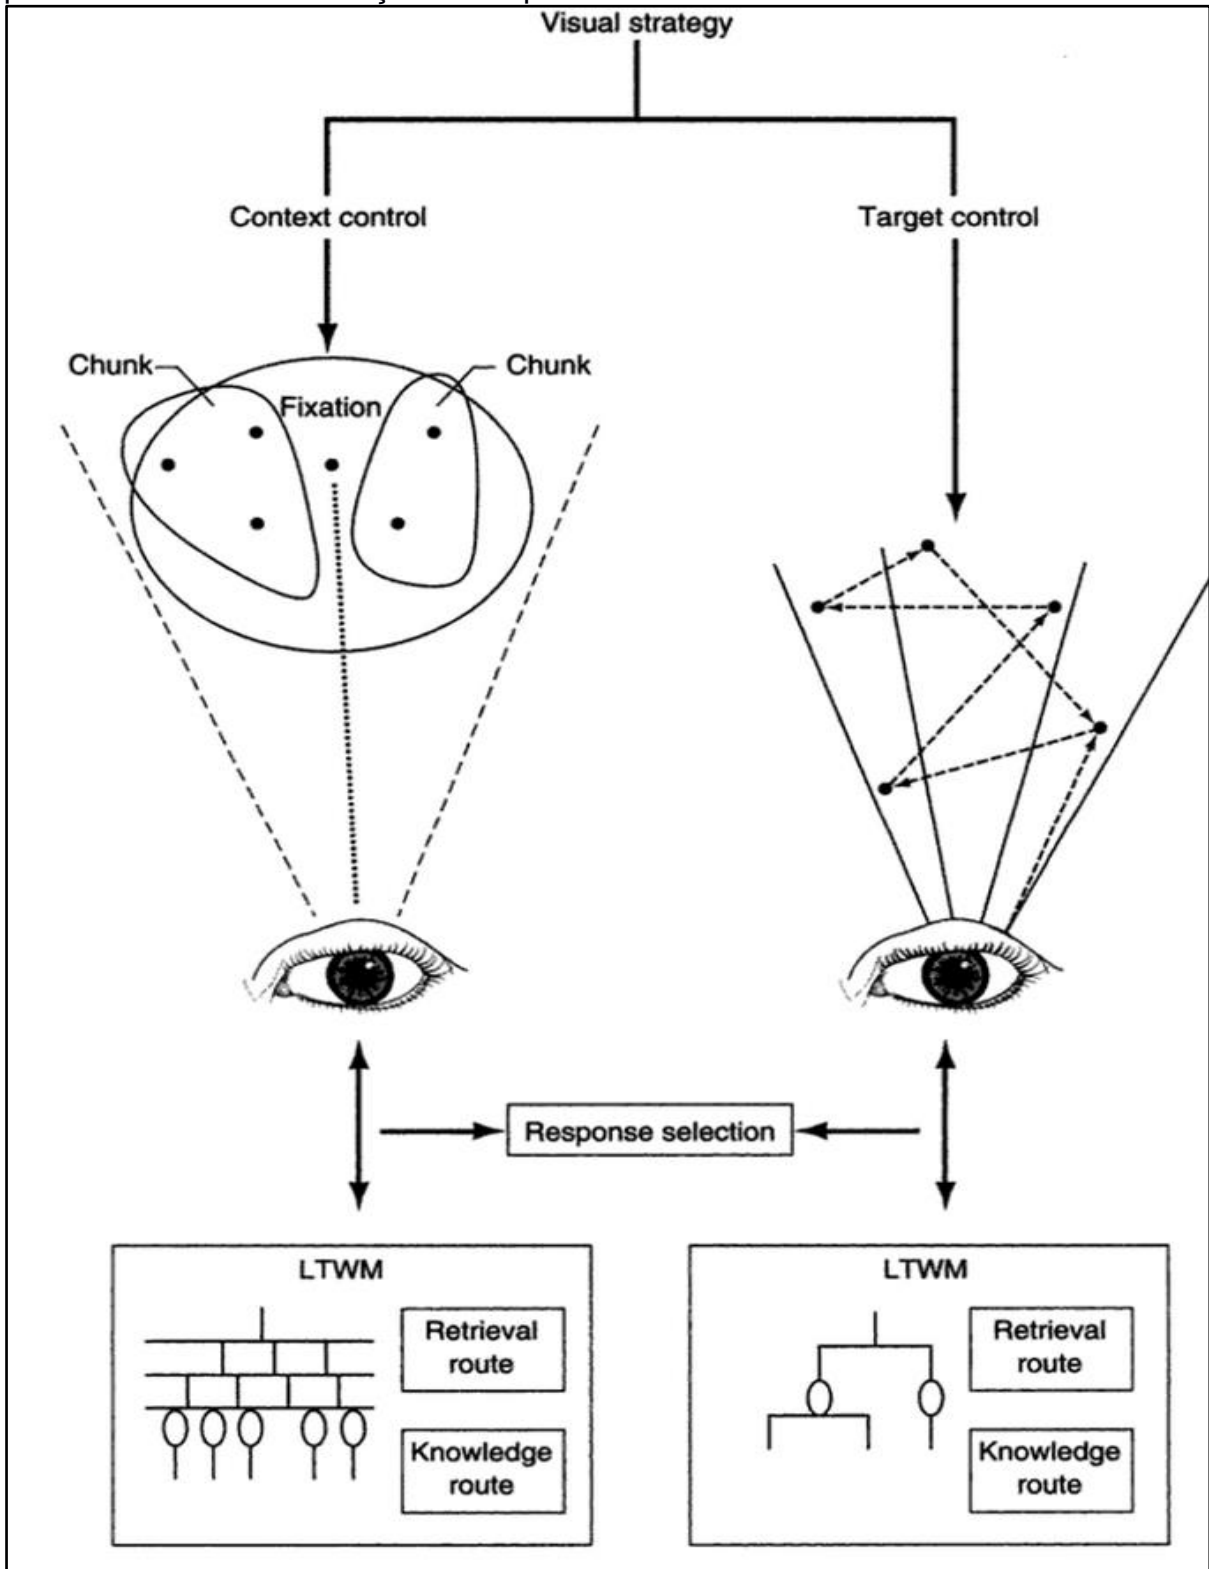 Visual strategy
Context control
Target control
Chunk
Chunk
Fixation
Response selection
LTWM
Retrieval
route
Knowledge
route
LTWM
Retrieval
route
Knowledge
route